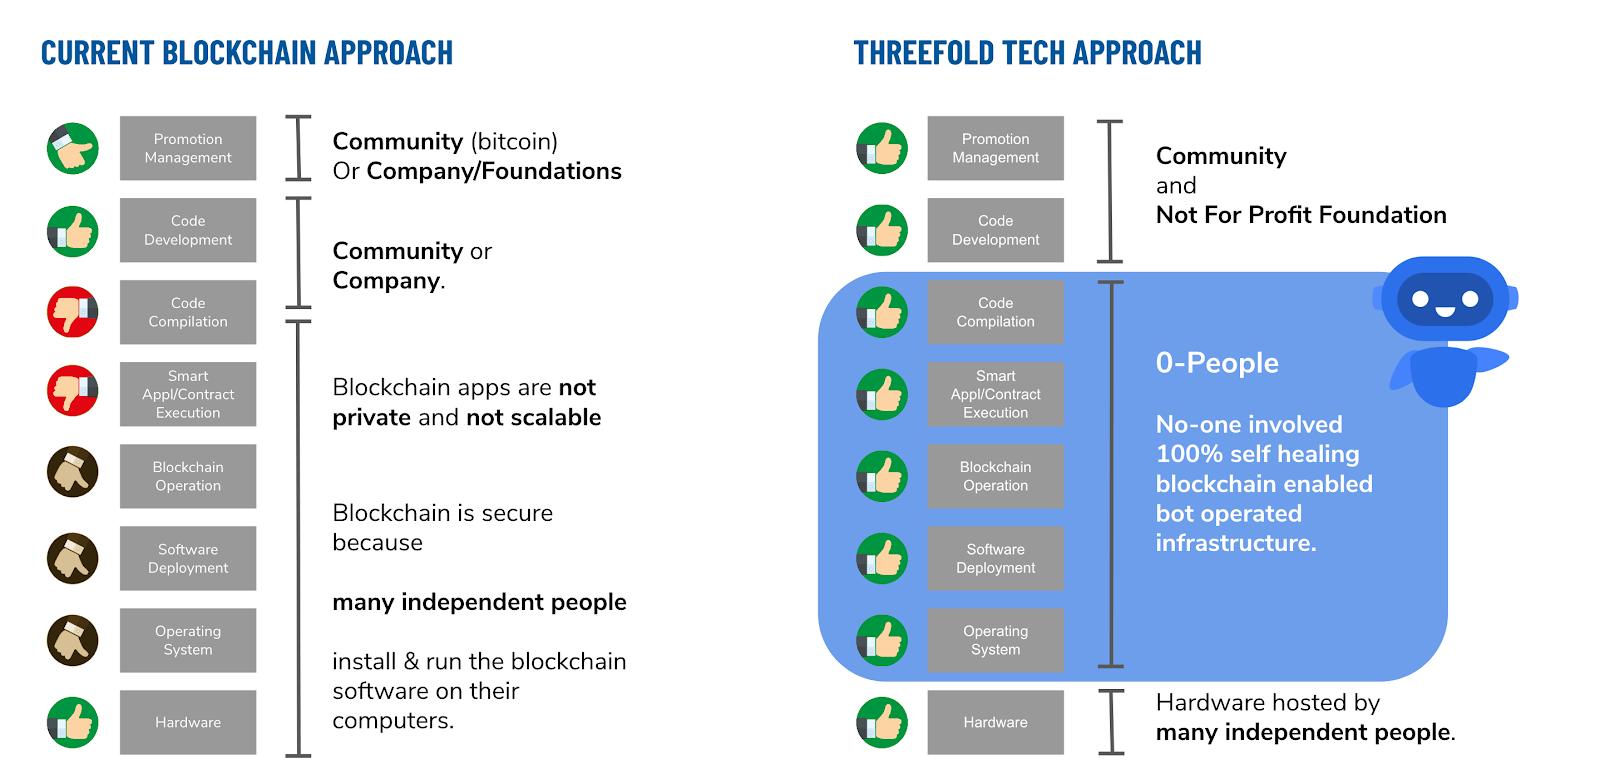 CURRENT BLOCKCHAIN APPROACH
Promotion
Management
Community (bitcoin)
Or Company/Foundations
Code
Development
Community or
Company.
Code
Compilation
Smart
Appl/Contract
Execution
Blockchain apps are not
private and not scalable
Blockchain
Operation
Blockchain is secure
because
Software
Deployment
many independent people
Operating
System
install & run the blockchain
software on their
computers.
Hardware
THREEFOLD TECH APPROACH
Promotion
Management
Code
Development
Community
and
Not For Profit Foundation
Code
Compilation
Smart
Appl/Contract
Execution
Blockchain
Operation
Software
Deployment
Operating
System
0-People
No-one involved
100% self healing
blockchain enabled
bot operated
infrastructure.
Hardware
Hardware hosted by
many independent people.